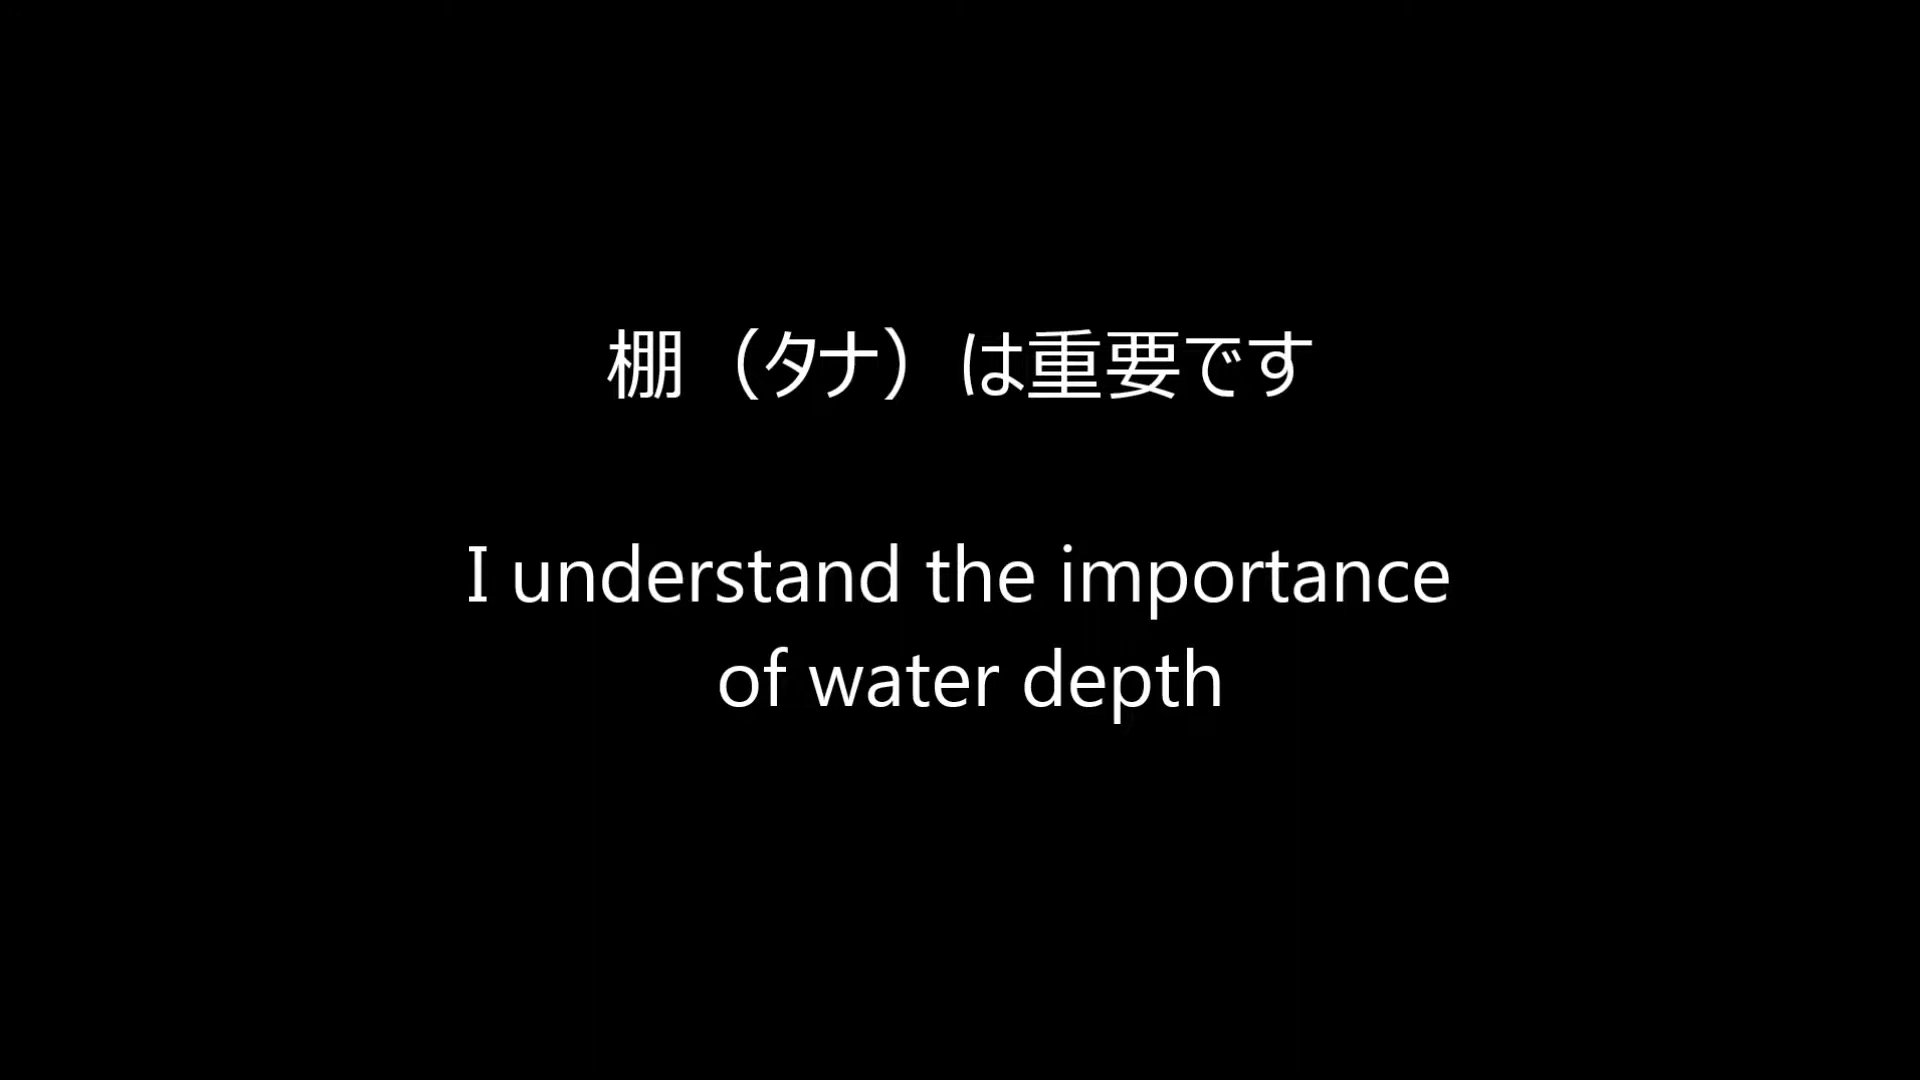 棚（タナ）は重要です
I understand the importance
of water depth